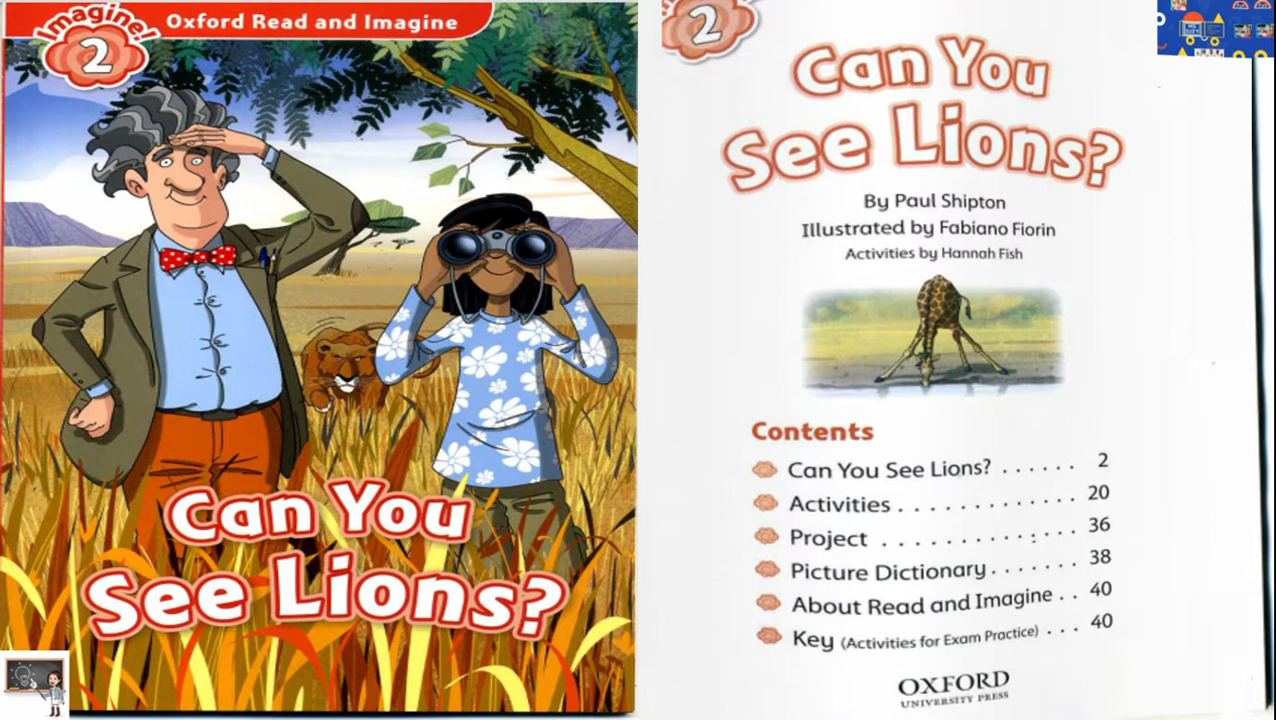 Oxford Read and Imagine
Imagine!
2
Can You
See Lions?
2
Can You
See Lions?
By Paul Shipton
Illustrated by Fabiano Fiorin
Activities by Hannah Fish
Contents
Can You See Lions? . . . . . . 2
Activities . . . . . . . . . . . . 20
Project . . . . . . . . . . . . . 36
Picture Dictionary . . . . . . . 38
About Read and Imagine . . 40
Key (Activities for Exam Practice) . . . 40
OXFORD
UNIVERSITY PRESS